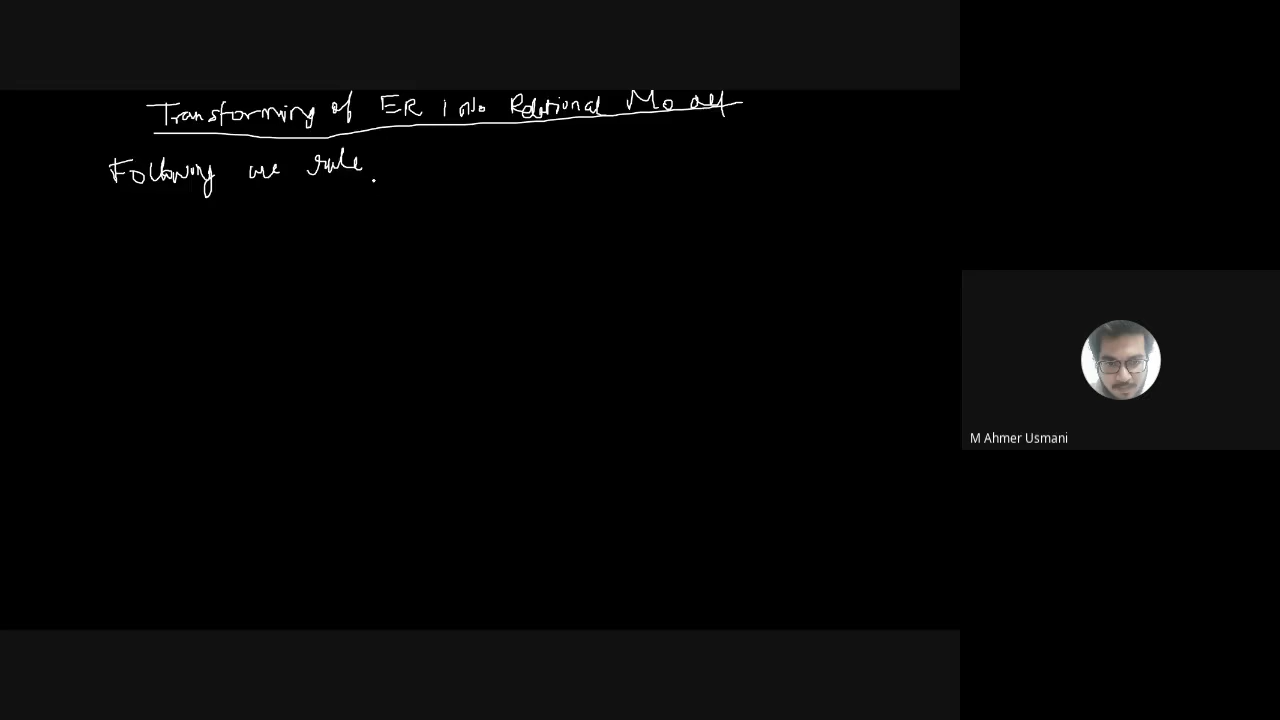 Transforming of ER into Relational Model
Following are rule.
M Ahmer Usmani